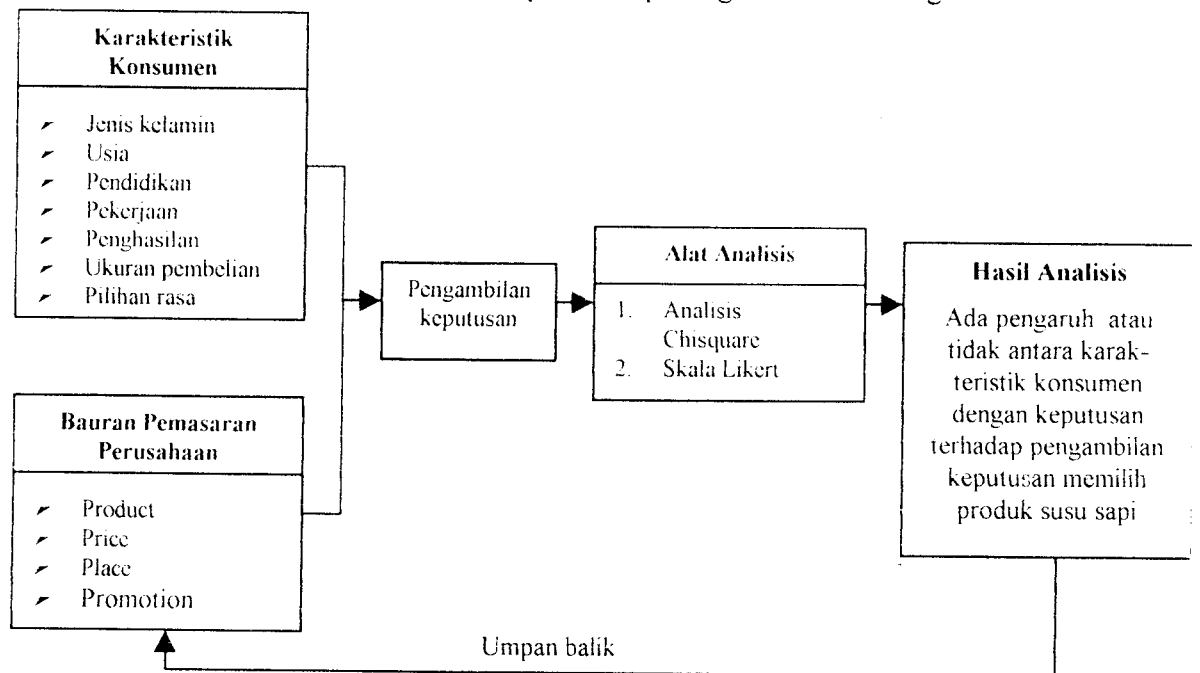 Karakteristik
Konsumen
➤ Jenis kelamin
➤ Usia
➤ Pendidikan
➤ Pekerjaan
➤ Penghasilan
➤ Ukuran pembelian
➤ Pilihan rasa
Bauran Pemasaran
Perusahaan
➤ Product
➤ Price
➤ Place
➤ Promotion
Pengambilan
keputusan
Alat Analisis
1. Analisis
Chisquare
2. Skala Likert
Hasil Analisis
Ada pengaruh atau
tidak antara karak-
teristik konsumen
dengan keputusan
terhadap pengambilan
keputusan memilih
produk susu sapi
Umpan balik